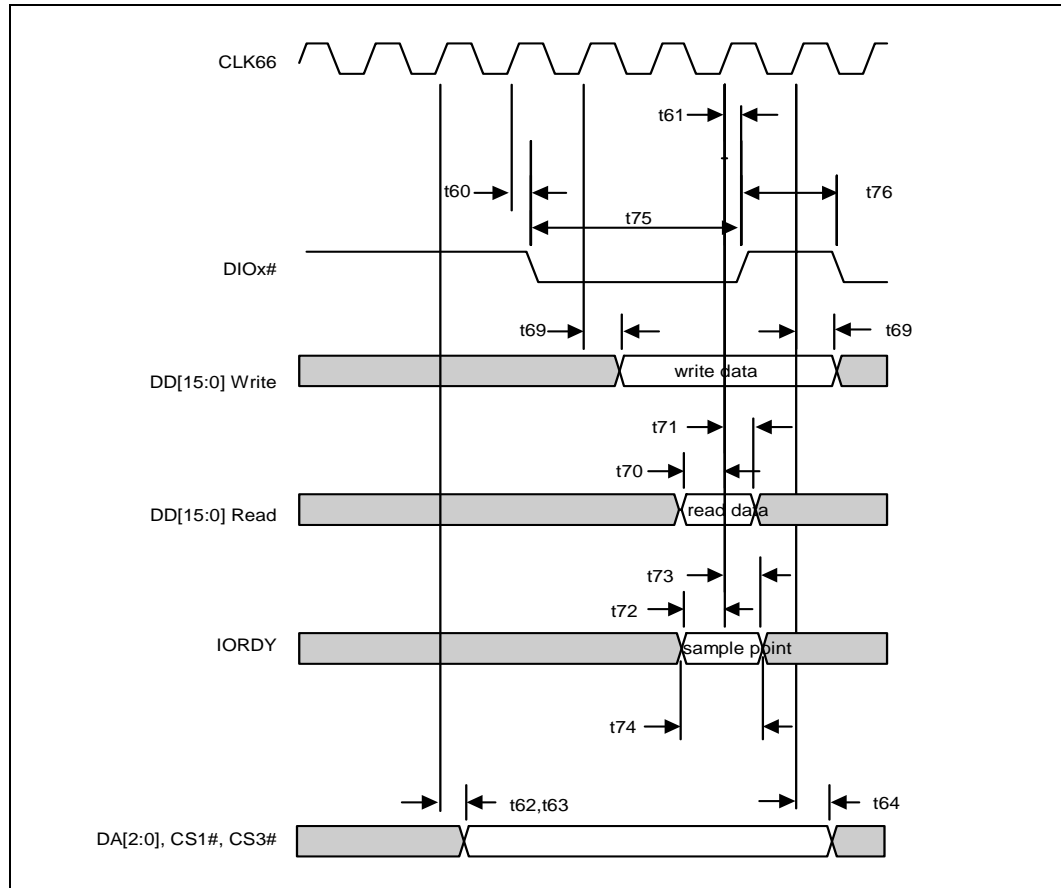 CLK66
t61
t60
t76
t75
DIOx#
t69
t69
DD[15:0] Write
write data
t71
t70
DD[15:0] Read
read data
t73
t72
IORDY
sample point
t74
t62,t63
t64
DA[2:0], CS1#, CS3#